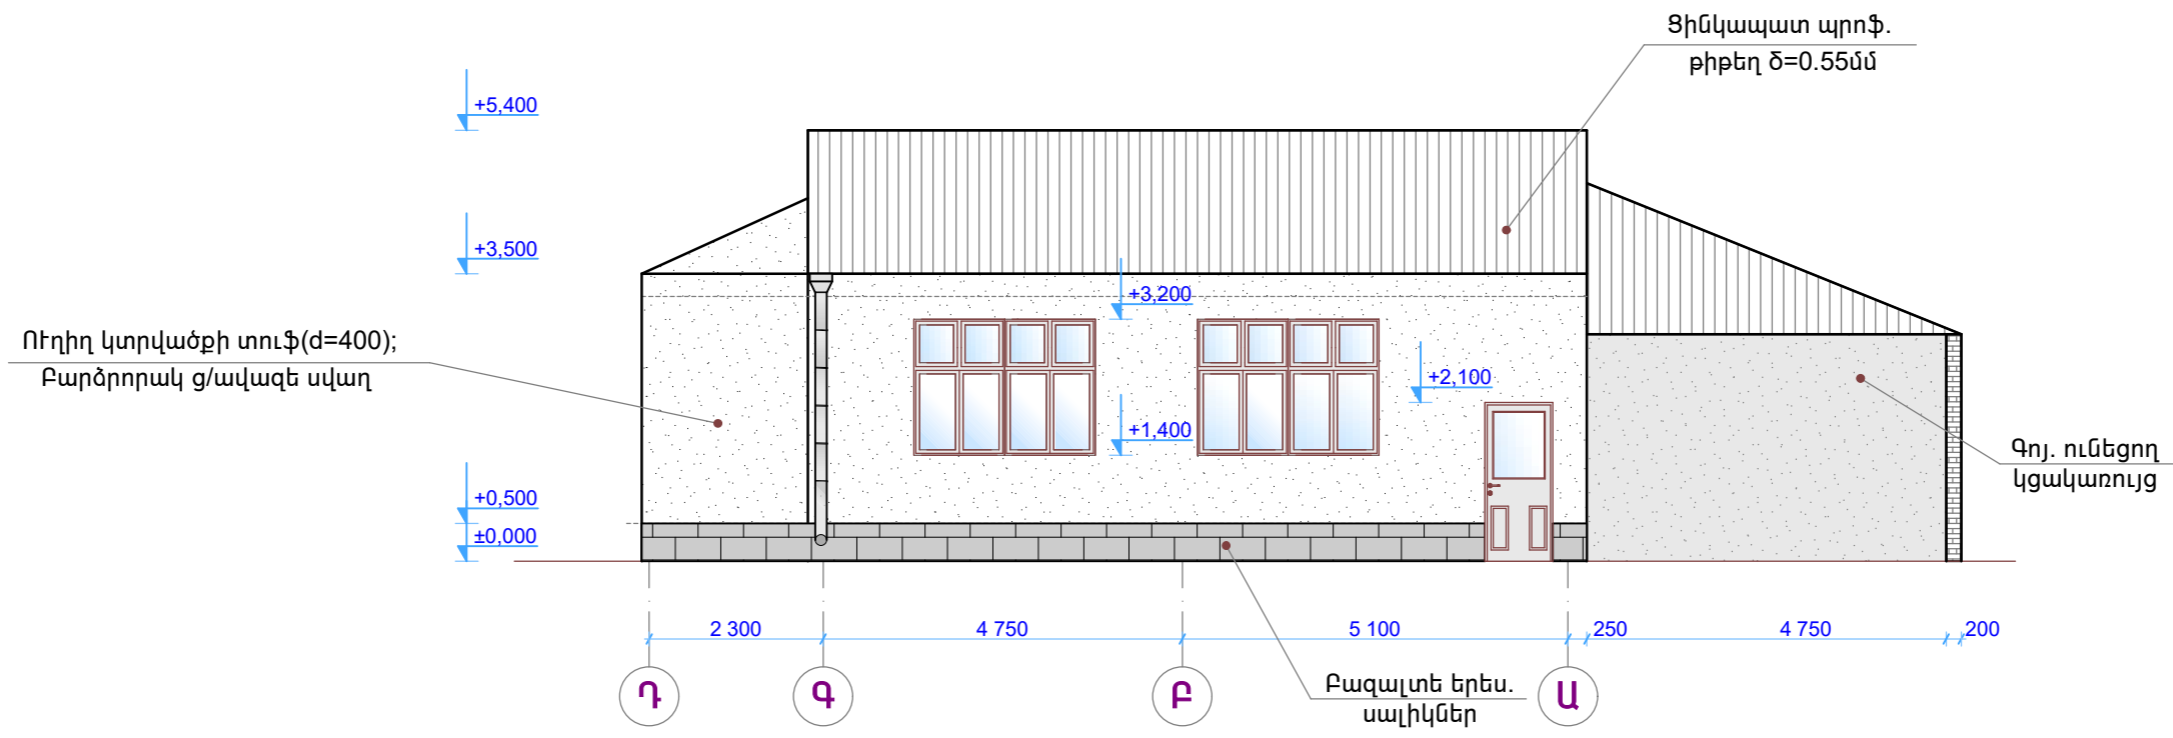 Ցինկապատ պրոֆ.
թիթեղ δ=0.55մմ
+5,400
+3,500
+3,200
ՈՒղիղ կտրվածքի տուֆ(d=400);
Բարձրորակ ց/ավազե սվաղ
+2,100
+1,400
Գոյ. ունեցող
կցակառույց
+0,500
±0,000
2 300
4 750
5 100
250
4 750
200
Բազալտե երես.
սալիկներ
Դ
Գ
Բ
Ա